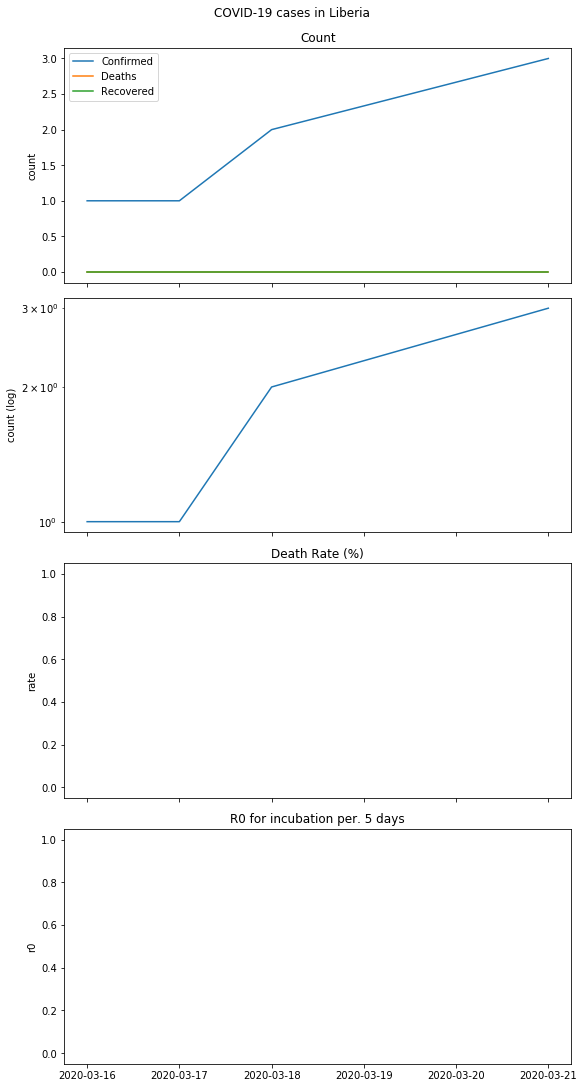 COVID-19 cases in Liberia
Count
Confirmed
Deaths
Recovered
3.0
2.5
2.0
1.5
1.0
0.5
0.0
count
3 × 10⁰
2 × 10⁰
10⁰
count (log)
Death Rate (%)
1.0
0.8
0.6
0.4
0.2
0.0
rate
R0 for incubation per. 5 days
1.0
0.8
0.6
0.4
0.2
0.0
r0
2020-03-16 2020-03-17 2020-03-18 2020-03-19 2020-03-20 2020-03-21